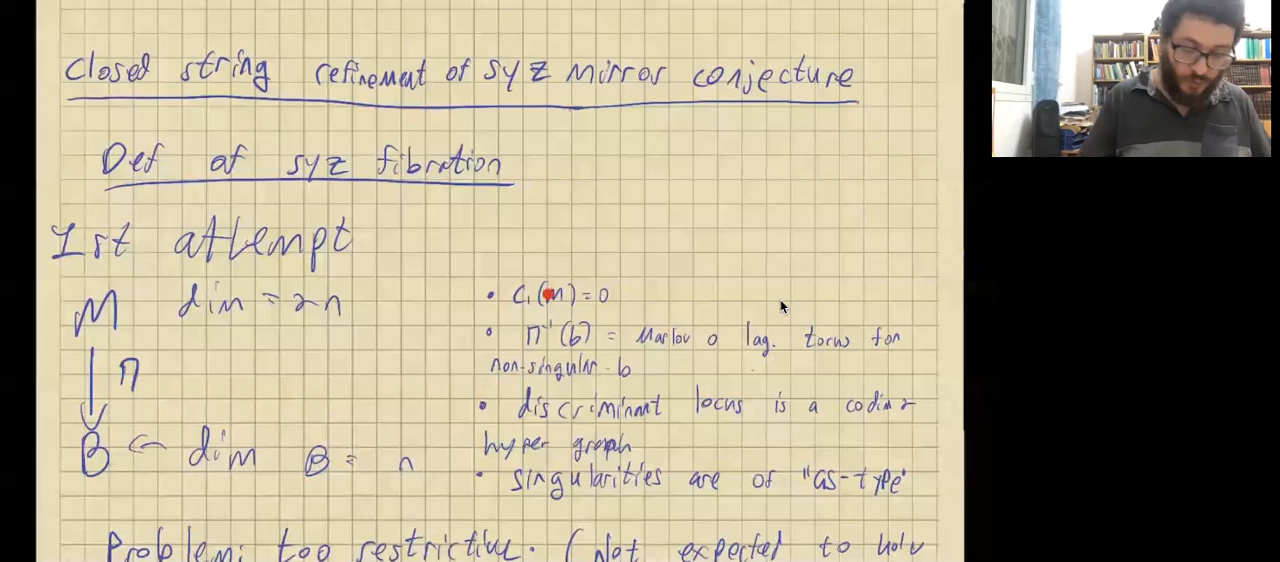 Closed string refinement of SYZ mirror conjecture
Def of SYZ fibration
1st attempt
M dim = 2n
π
B ← dim B = n
• C₁(M) = 0
• π⁻¹(b) = Maslov 0 lag. torus for
non-singular b
• discriminant locus is a codim 2
hyper graph
• singularities are of "GS-type"
Problem: too restrictive. (Not expected to hold